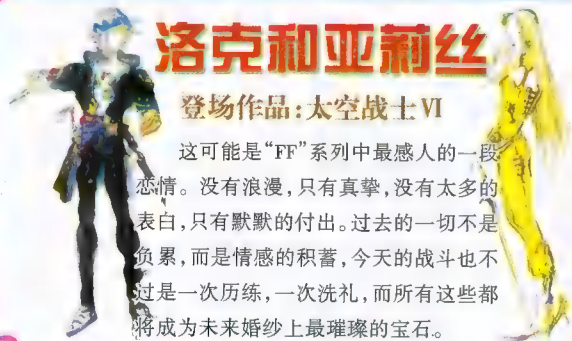 洛克和亚莉丝
登场作品:太空战士Ⅵ
这可能是“FF”系列中最感人的一段
恋情。没有浪漫,只有真挚,没有太多的
表白,只有默默的付出。过去的一切不是
负累,而是情感的积蓄,今天的战斗也不
过是一次历练,一次洗礼,而所有这些都
将成为未来婚纱上最璀璨的宝石。